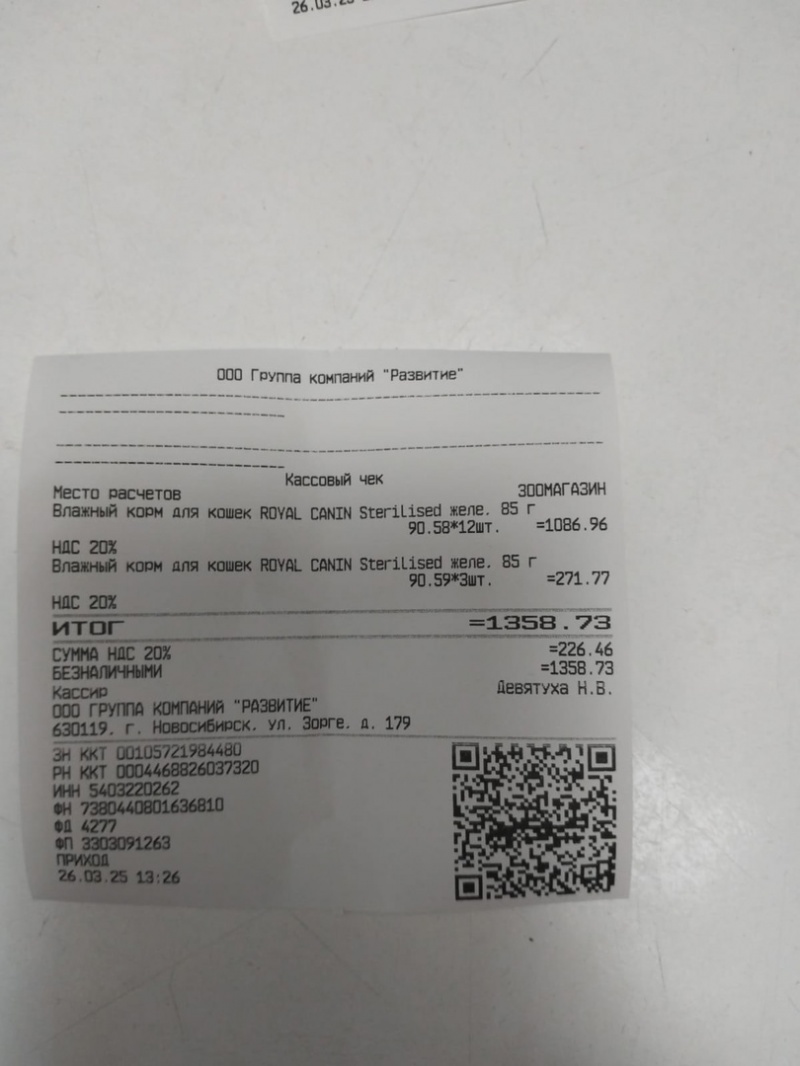 26.03.25
ООО Группа компаний "Развитие"
Кассовый чек
Место расчетов ЗООМАГАЗИН
Влажный корм для кошек ROYAL CANIN Sterilised желе. 85 г
90.58*12шт. =1086.96
НДС 20%
Влажный корм для кошек ROYAL CANIN Sterilised желе. 85 г
90.59*3шт. =271.77
НДС 20%
ИТОГ =1358.73
СУММА НДС 20% =226.46
БЕЗНАЛИЧНЫМИ =1358.73
Кассир Девятуха Н.В.
ООО ГРУППА КОМПАНИЙ "РАЗВИТИЕ"
630119. г. Новосибирск. ул. Зорге. д. 179
ЗН ККТ 00105721984480
РН ККТ 0004468826037320
ИНН 5403220262
ФН 7380440801636810
ФД 4277
ФП 3303091263
ПРИХОД
26.03.25 13:26